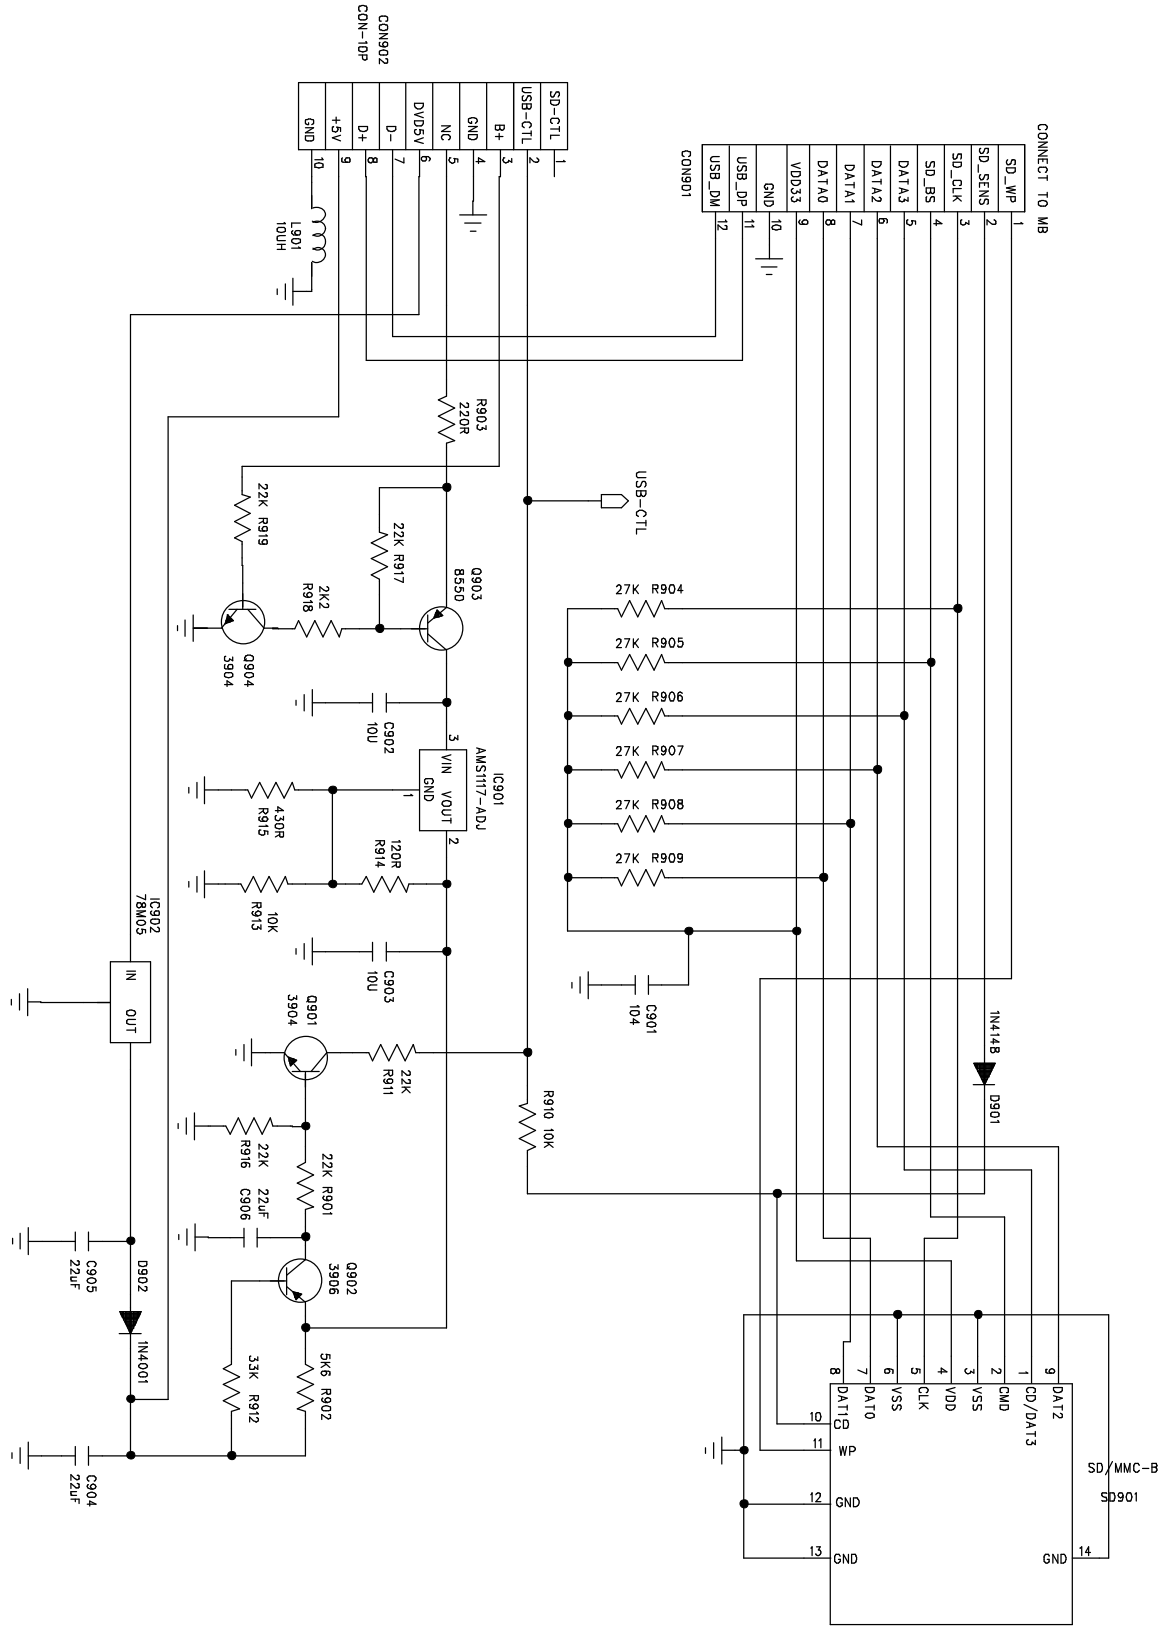 CONNECT TO MB
SD_WP
1
SD_SENS
2
SD_CLK
3
SD_BS
4
DATA3
5
DATA2
6
DATA1
7
DATA0
8
VDD33
9
GND
10
USB_DP
11
USB_DM
12
CON901
CON902
CON-10P
SD-CTL
1
USB-CTL
2
B+
3
GND
4
NC
5
DVD5V
6
D-
7
D+
8
+5V
9
GND
10
L901
10UH
R903
220R
USB-CTL
22K R919
22K R917
2K2
R918
Q903
8550
Q904
3904
27K R904
27K R905
27K R906
27K R907
27K R908
27K R909
C902
10U
IC901
AMS1117-ADJ
3
VIN
GND
1
VOUT
2
430R
R915
120R
R914
10K
R913
C903
10U
C901
104
IC902
78M05
IN
OUT
Q901
3904
22K
R911
R910 10K
1N414B
D901
22K
R916
22K R901
22uF
C906
Q902
3906
C905
22uF
D902
1N4001
5K6 R902
33K R912
C904
22uF
9
DAT2
1
CD/DAT3
2
CMD
3
VSS
4
VDD
5
CLK
6
VSS
7
DAT0
8
DAT1
10
CD
11
WP
12
GND
13
GND
GND
14
SD/MMC-B
SD901